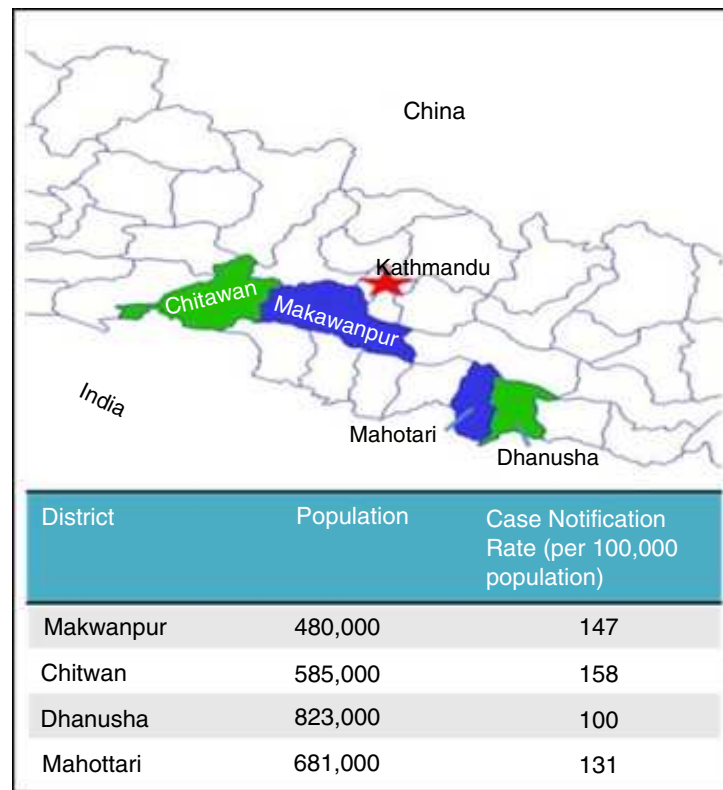 China
Kathmandu
Chitawan
Makawanpur
India
Mahotari
Dhanusha
District Population Case Notification
Rate (per 100,000
population)
Makwanpur 480,000 147
Chitwan 585,000 158
Dhanusha 823,000 100
Mahottari 681,000 131